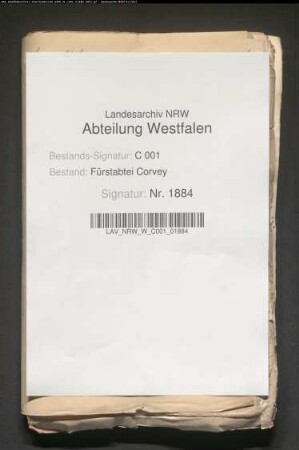 Landesarchiv NRW
Abteilung Westfalen
Bestands-Signatur: C 001
Bestand: Fürstabtei Corvey
Signatur: Nr. 1884
LAV_NRW_W_C001_01884